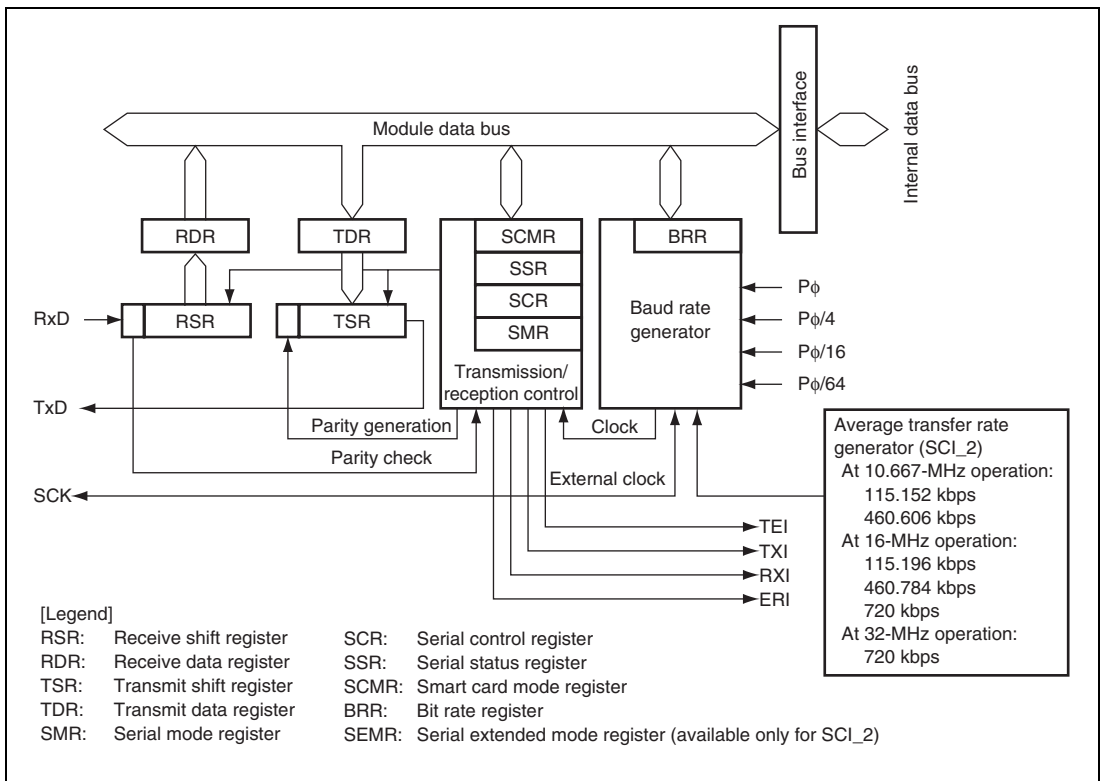 Module data bus
Bus interface
Internal data bus
RDR
TDR
SCMR
BRR
SSR
SCR
SMR
RxD
RSR
TSR
Baud rate
generator
Pϕ
Pϕ/4
Pϕ/16
Pϕ/64
Transmission/
reception control
TxD
Parity generation
Clock
Parity check
External clock
SCK
TEI
TXI
RXI
ERI
Average transfer rate
generator (SCI_2)
At 10.667-MHz operation:
115.152 kbps
460.606 kbps
At 16-MHz operation:
115.196 kbps
460.784 kbps
720 kbps
At 32-MHz operation:
720 kbps
[Legend]
RSR: Receive shift register
RDR: Receive data register
TSR: Transmit shift register
TDR: Transmit data register
SMR: Serial mode register
SCR: Serial control register
SSR: Serial status register
SCMR: Smart card mode register
BRR: Bit rate register
SEMR: Serial extended mode register (available only for SCI_2)